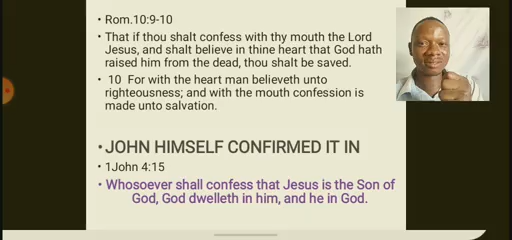 • Rom.10:9-10
• That if thou shalt confess with thy mouth the Lord
Jesus, and shalt believe in thine heart that God hath
raised him from the dead, thou shalt be saved.
• 10 For with the heart man believeth unto
righteousness; and with the mouth confession is
made unto salvation.
•JOHN HIMSELF CONFIRMED IT IN
• 1John 4:15
• Whosoever shall confess that Jesus is the Son of
God, God dwelleth in him, and he in God.